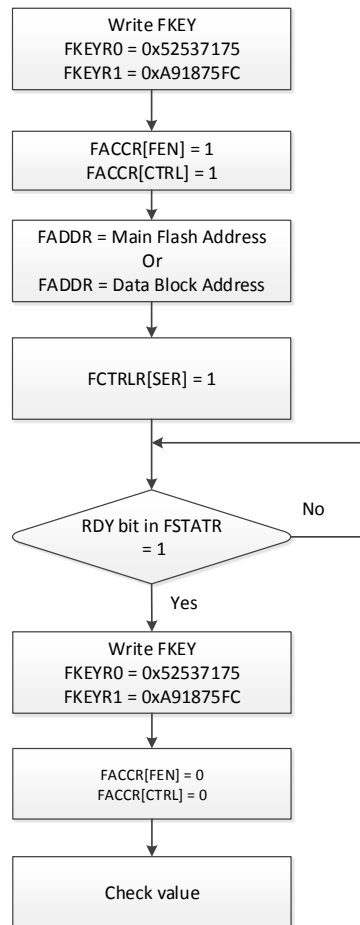 Write FKEY
FKEYR0 = 0x52537175
FKEYR1 = 0xA91875FC
FACCR[FEN] = 1
FACCR[CTRL] = 1
FADDR = Main Flash Address
Or
FADDR = Data Block Address
FCTRLR[SER] = 1
RDY bit in FSTATR
= 1
No
Yes
Write FKEY
FKEYR0 = 0x52537175
FKEYR1 = 0xA91875FC
FACCR[FEN] = 0
FACCR[CTRL] = 0
Check value